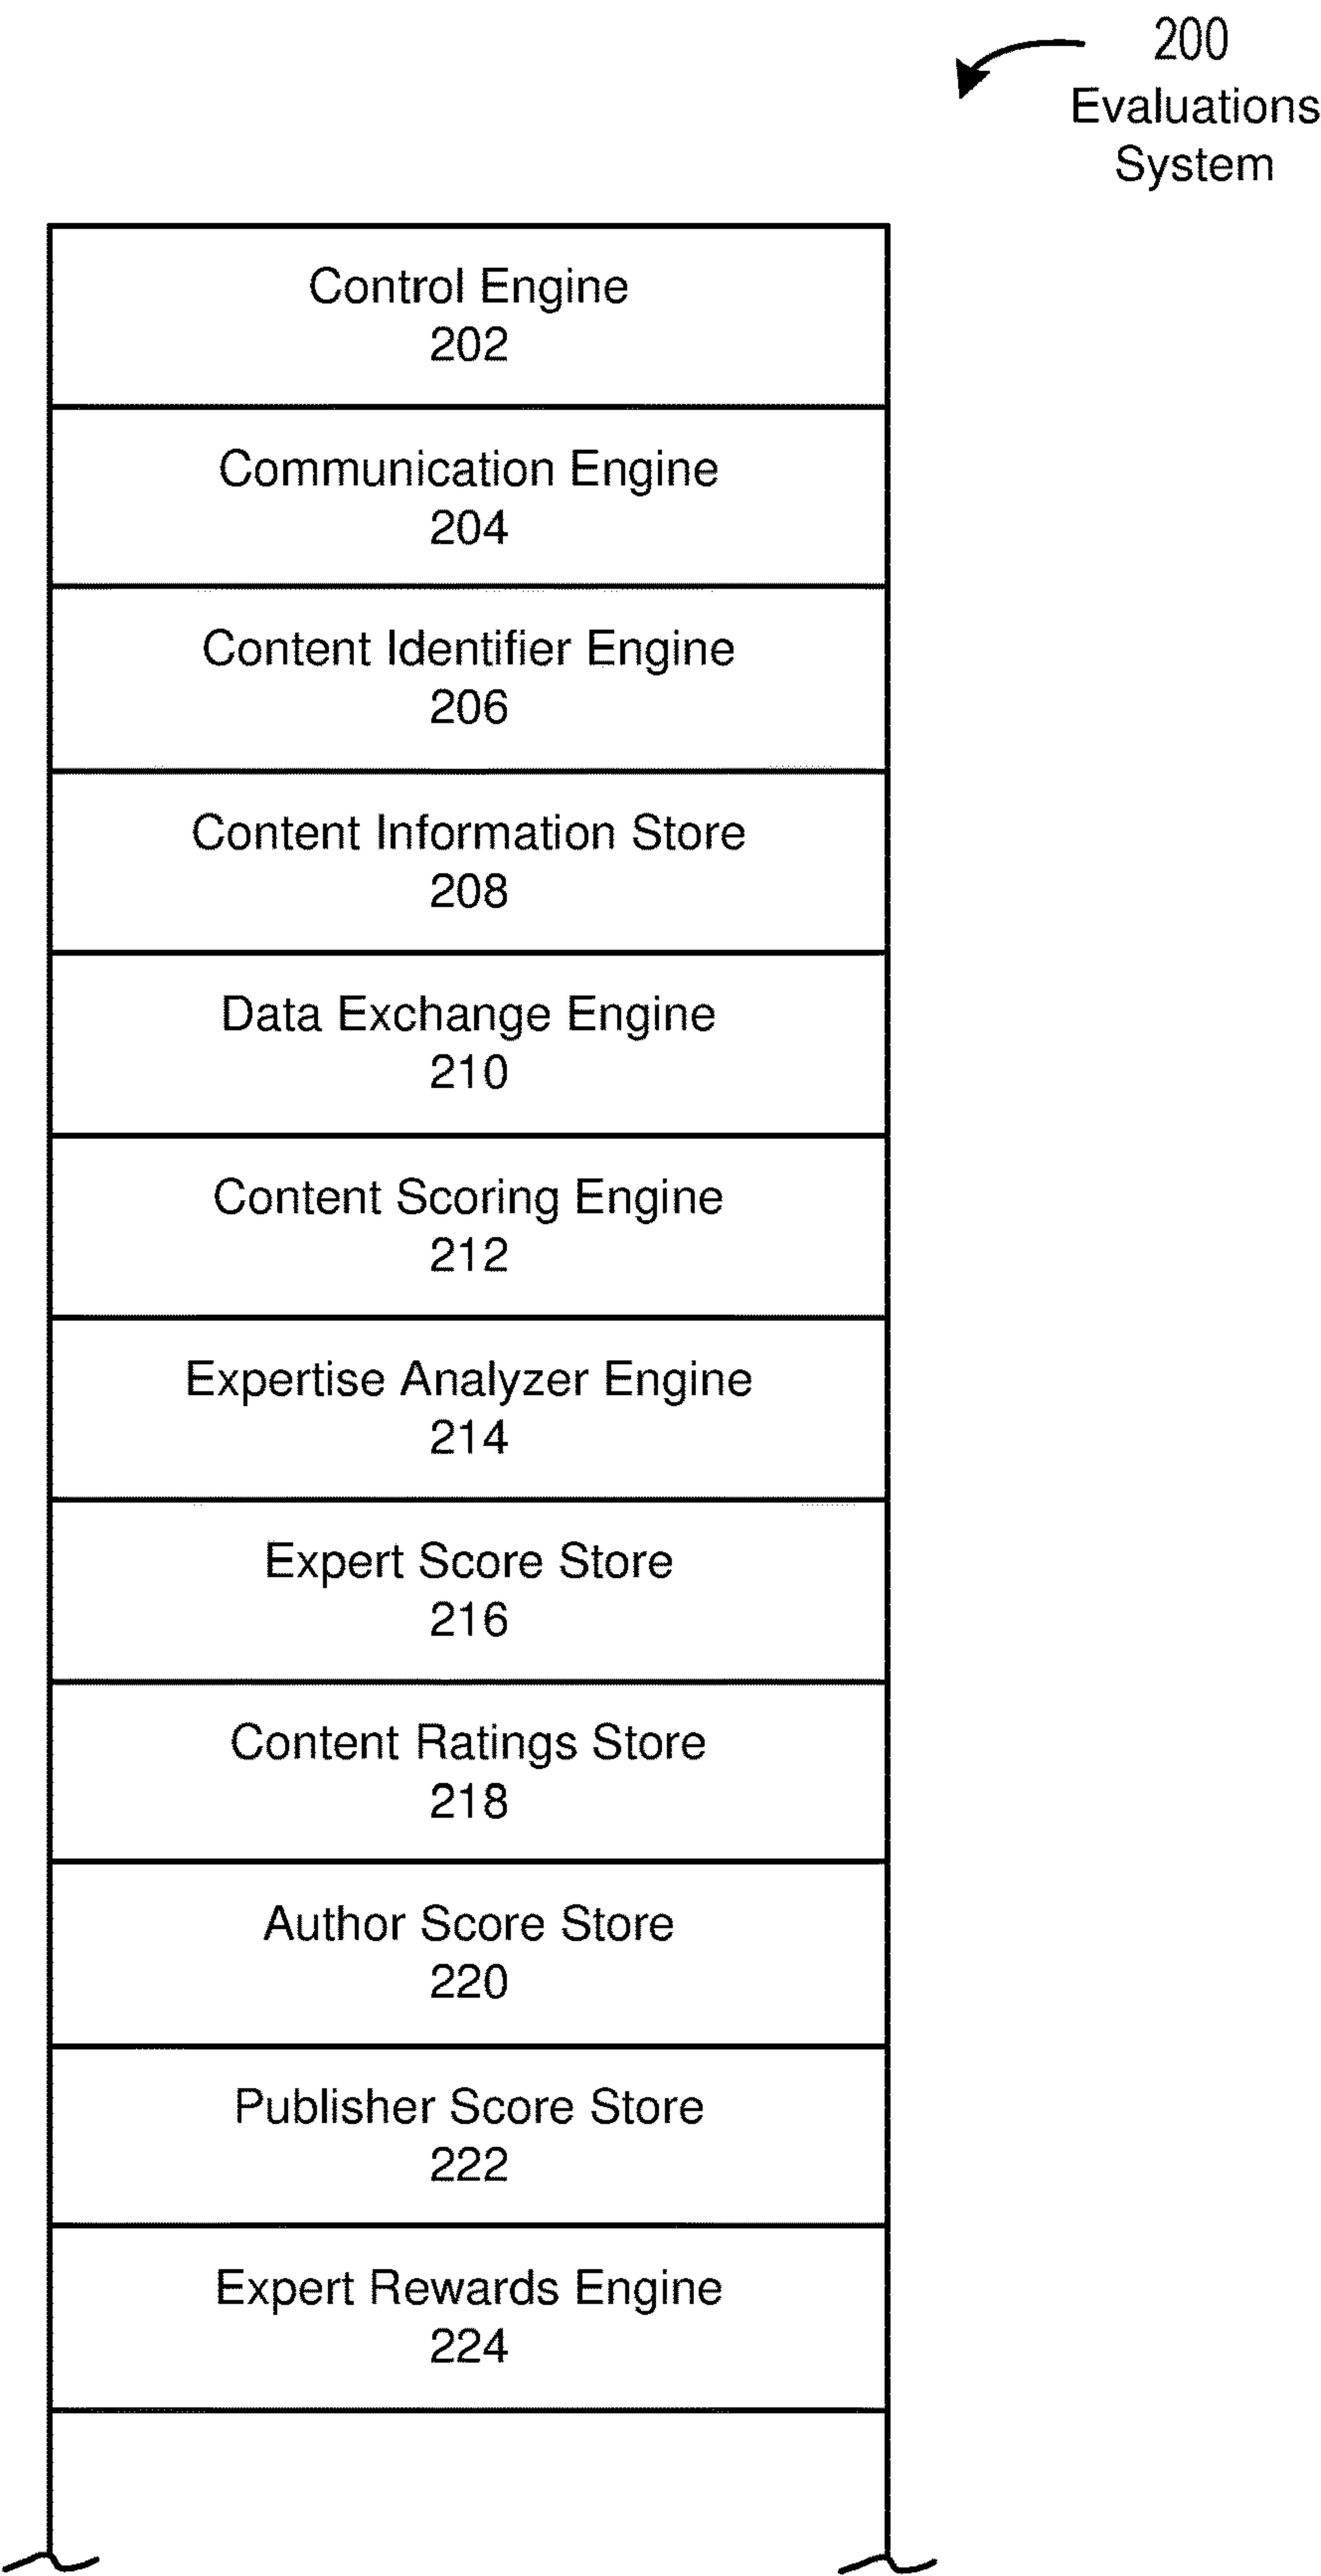 200
Evaluations
System
Control Engine
202
Communication Engine
204
Content Identifier Engine
206
Content Information Store
208
Data Exchange Engine
210
Content Scoring Engine
212
Expertise Analyzer Engine
214
Expert Score Store
216
Content Ratings Store
218
Author Score Store
220
Publisher Score Store
222
Expert Rewards Engine
224